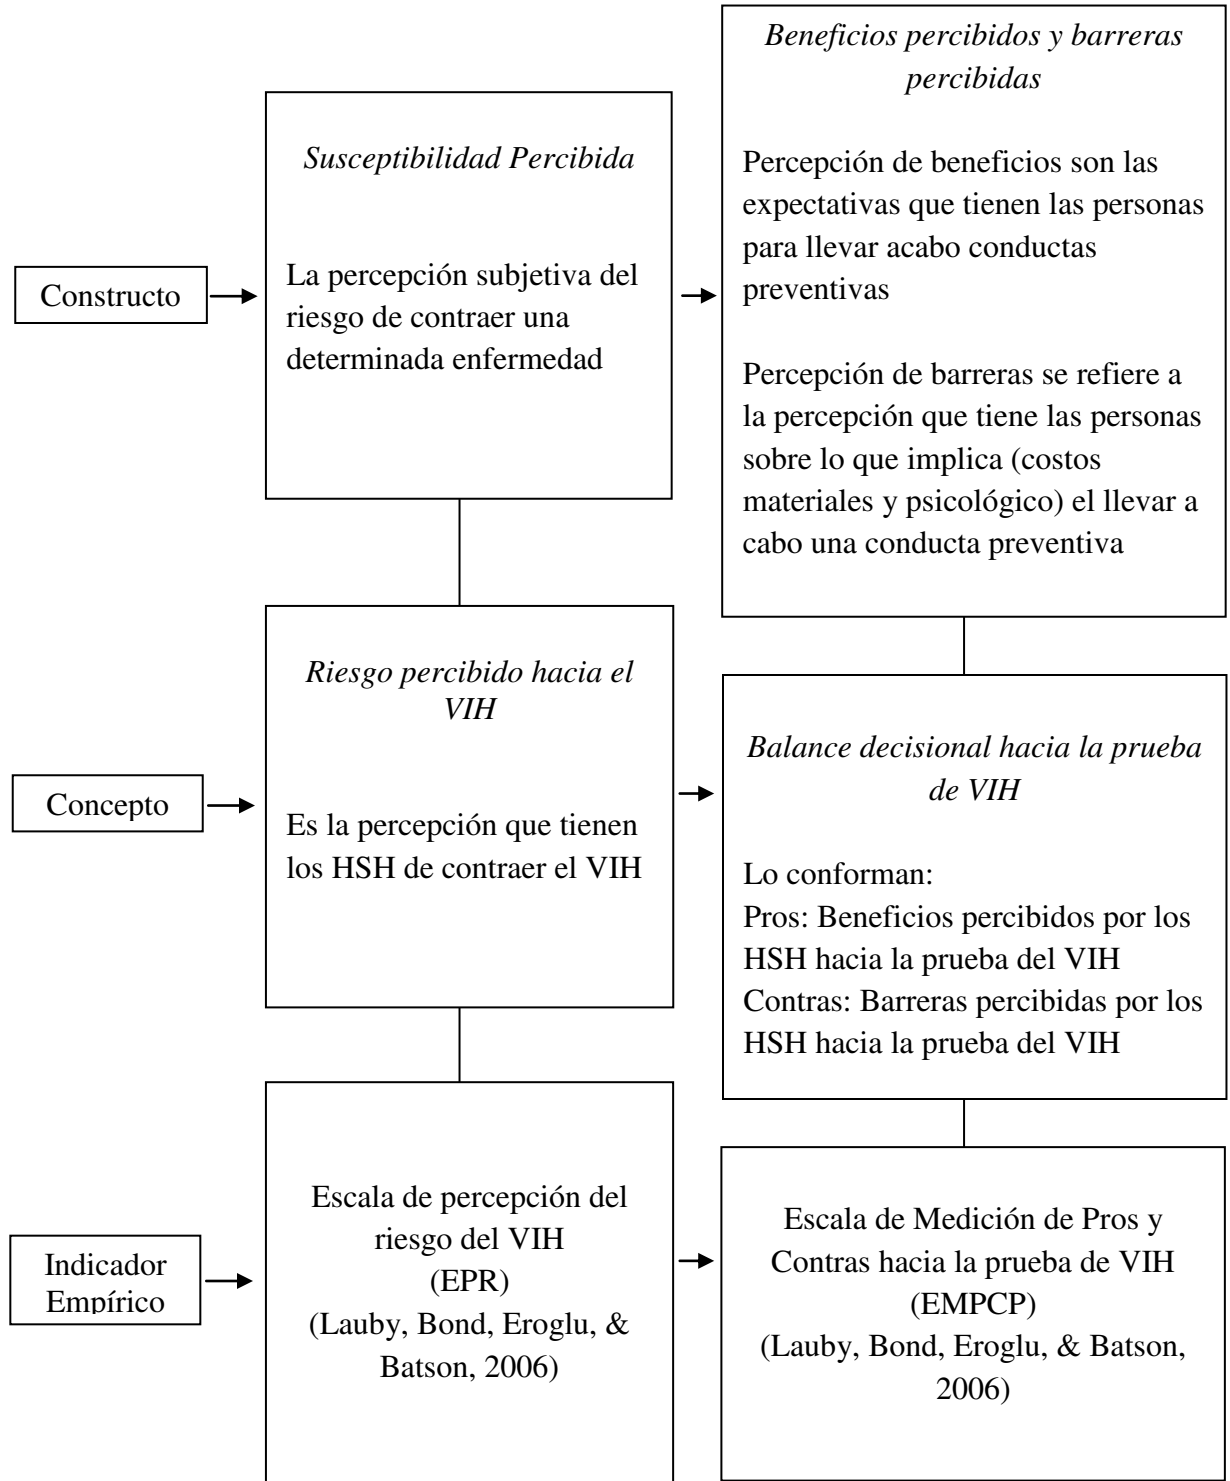 Constructo
Susceptibilidad Percibida
La percepción subjetiva del
riesgo de contraer una
determinada enfermedad
Beneficios percibidos y barreras
percibidas
Percepción de beneficios son las
expectativas que tienen las personas
para llevar acabo conductas
preventivas
Percepción de barreras se refiere a
la percepción que tiene las personas
sobre lo que implica (costos
materiales y psicológico) el llevar a
cabo una conducta preventiva
Concepto
Riesgo percibido hacia el
VIH
Es la percepción que tienen
los HSH de contraer el VIH
Balance decisional hacia la prueba
de VIH
Lo conforman:
Pros: Beneficios percibidos por los
HSH hacia la prueba del VIH
Contras: Barreras percibidas por los
HSH hacia la prueba del VIH
Indicador
Empírico
Escala de percepción del
riesgo del VIH
(EPR)
(Lauby, Bond, Eroglu, &
Batson, 2006)
Escala de Medición de Pros y
Contras hacia la prueba de VIH
(EMPCP)
(Lauby, Bond, Eroglu, & Batson,
2006)